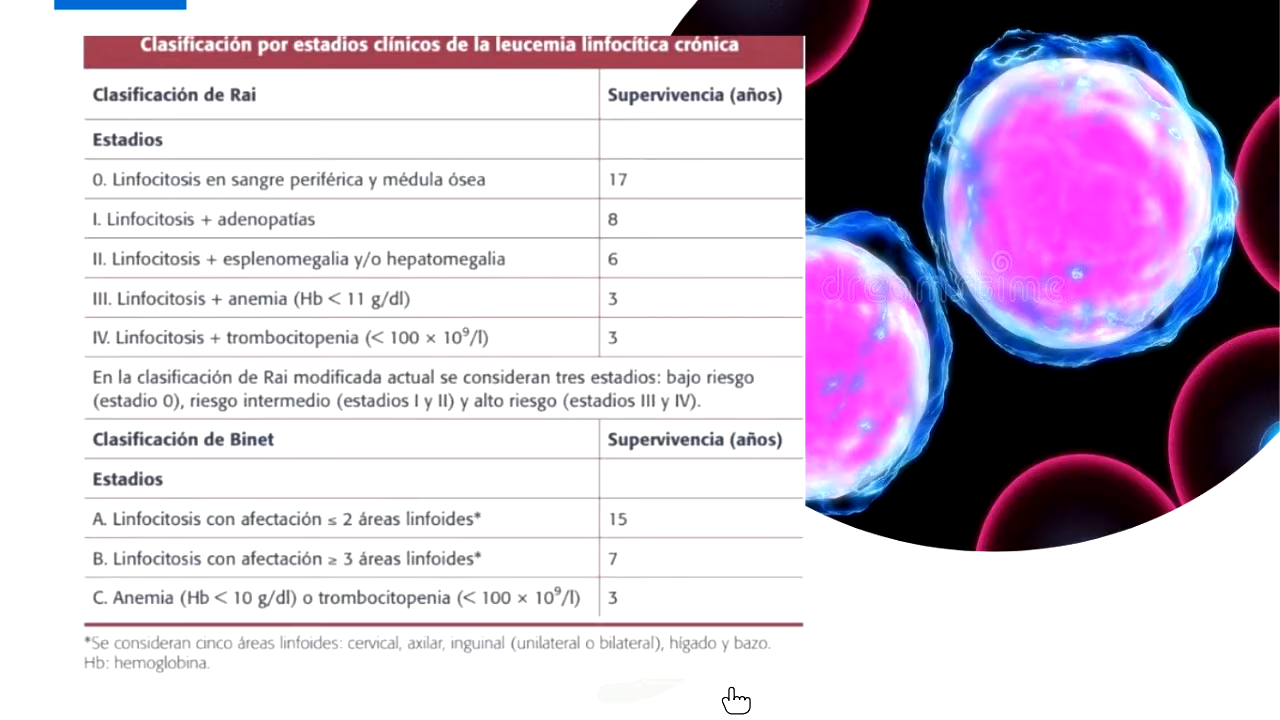 Clasificación por estadios clínicos de la leucemia linfocítica crónica
Clasificación de Rai Supervivencia (años)
Estadios
0. Linfocitosis en sangre periférica y médula ósea 17
I. Linfocitosis + adenopatías 8
II. Linfocitosis + esplenomegalia y/o hepatomegalia 6
III. Linfocitosis + anemia (Hb < 11 g/dl) 3
IV. Linfocitosis + trombocitopenia (< 100 × 10⁹/l) 3
En la clasificación de Rai modificada actual se consideran tres estadios: bajo riesgo
(estadio 0), riesgo intermedio (estadios I y II) y alto riesgo (estadios III y IV).
Clasificación de Binet Supervivencia (años)
Estadios
A. Linfocitosis con afectación ≤ 2 áreas linfoides* 15
B. Linfocitosis con afectación ≥ 3 áreas linfoides* 7
C. Anemia (Hb < 10 g/dl) o trombocitopenia (< 100 × 10⁹/l) 3
*Se consideran cinco áreas linfoides: cervical, axilar, inguinal (unilateral o bilateral), hígado y bazo.
Hb: hemoglobina.
dreamstime